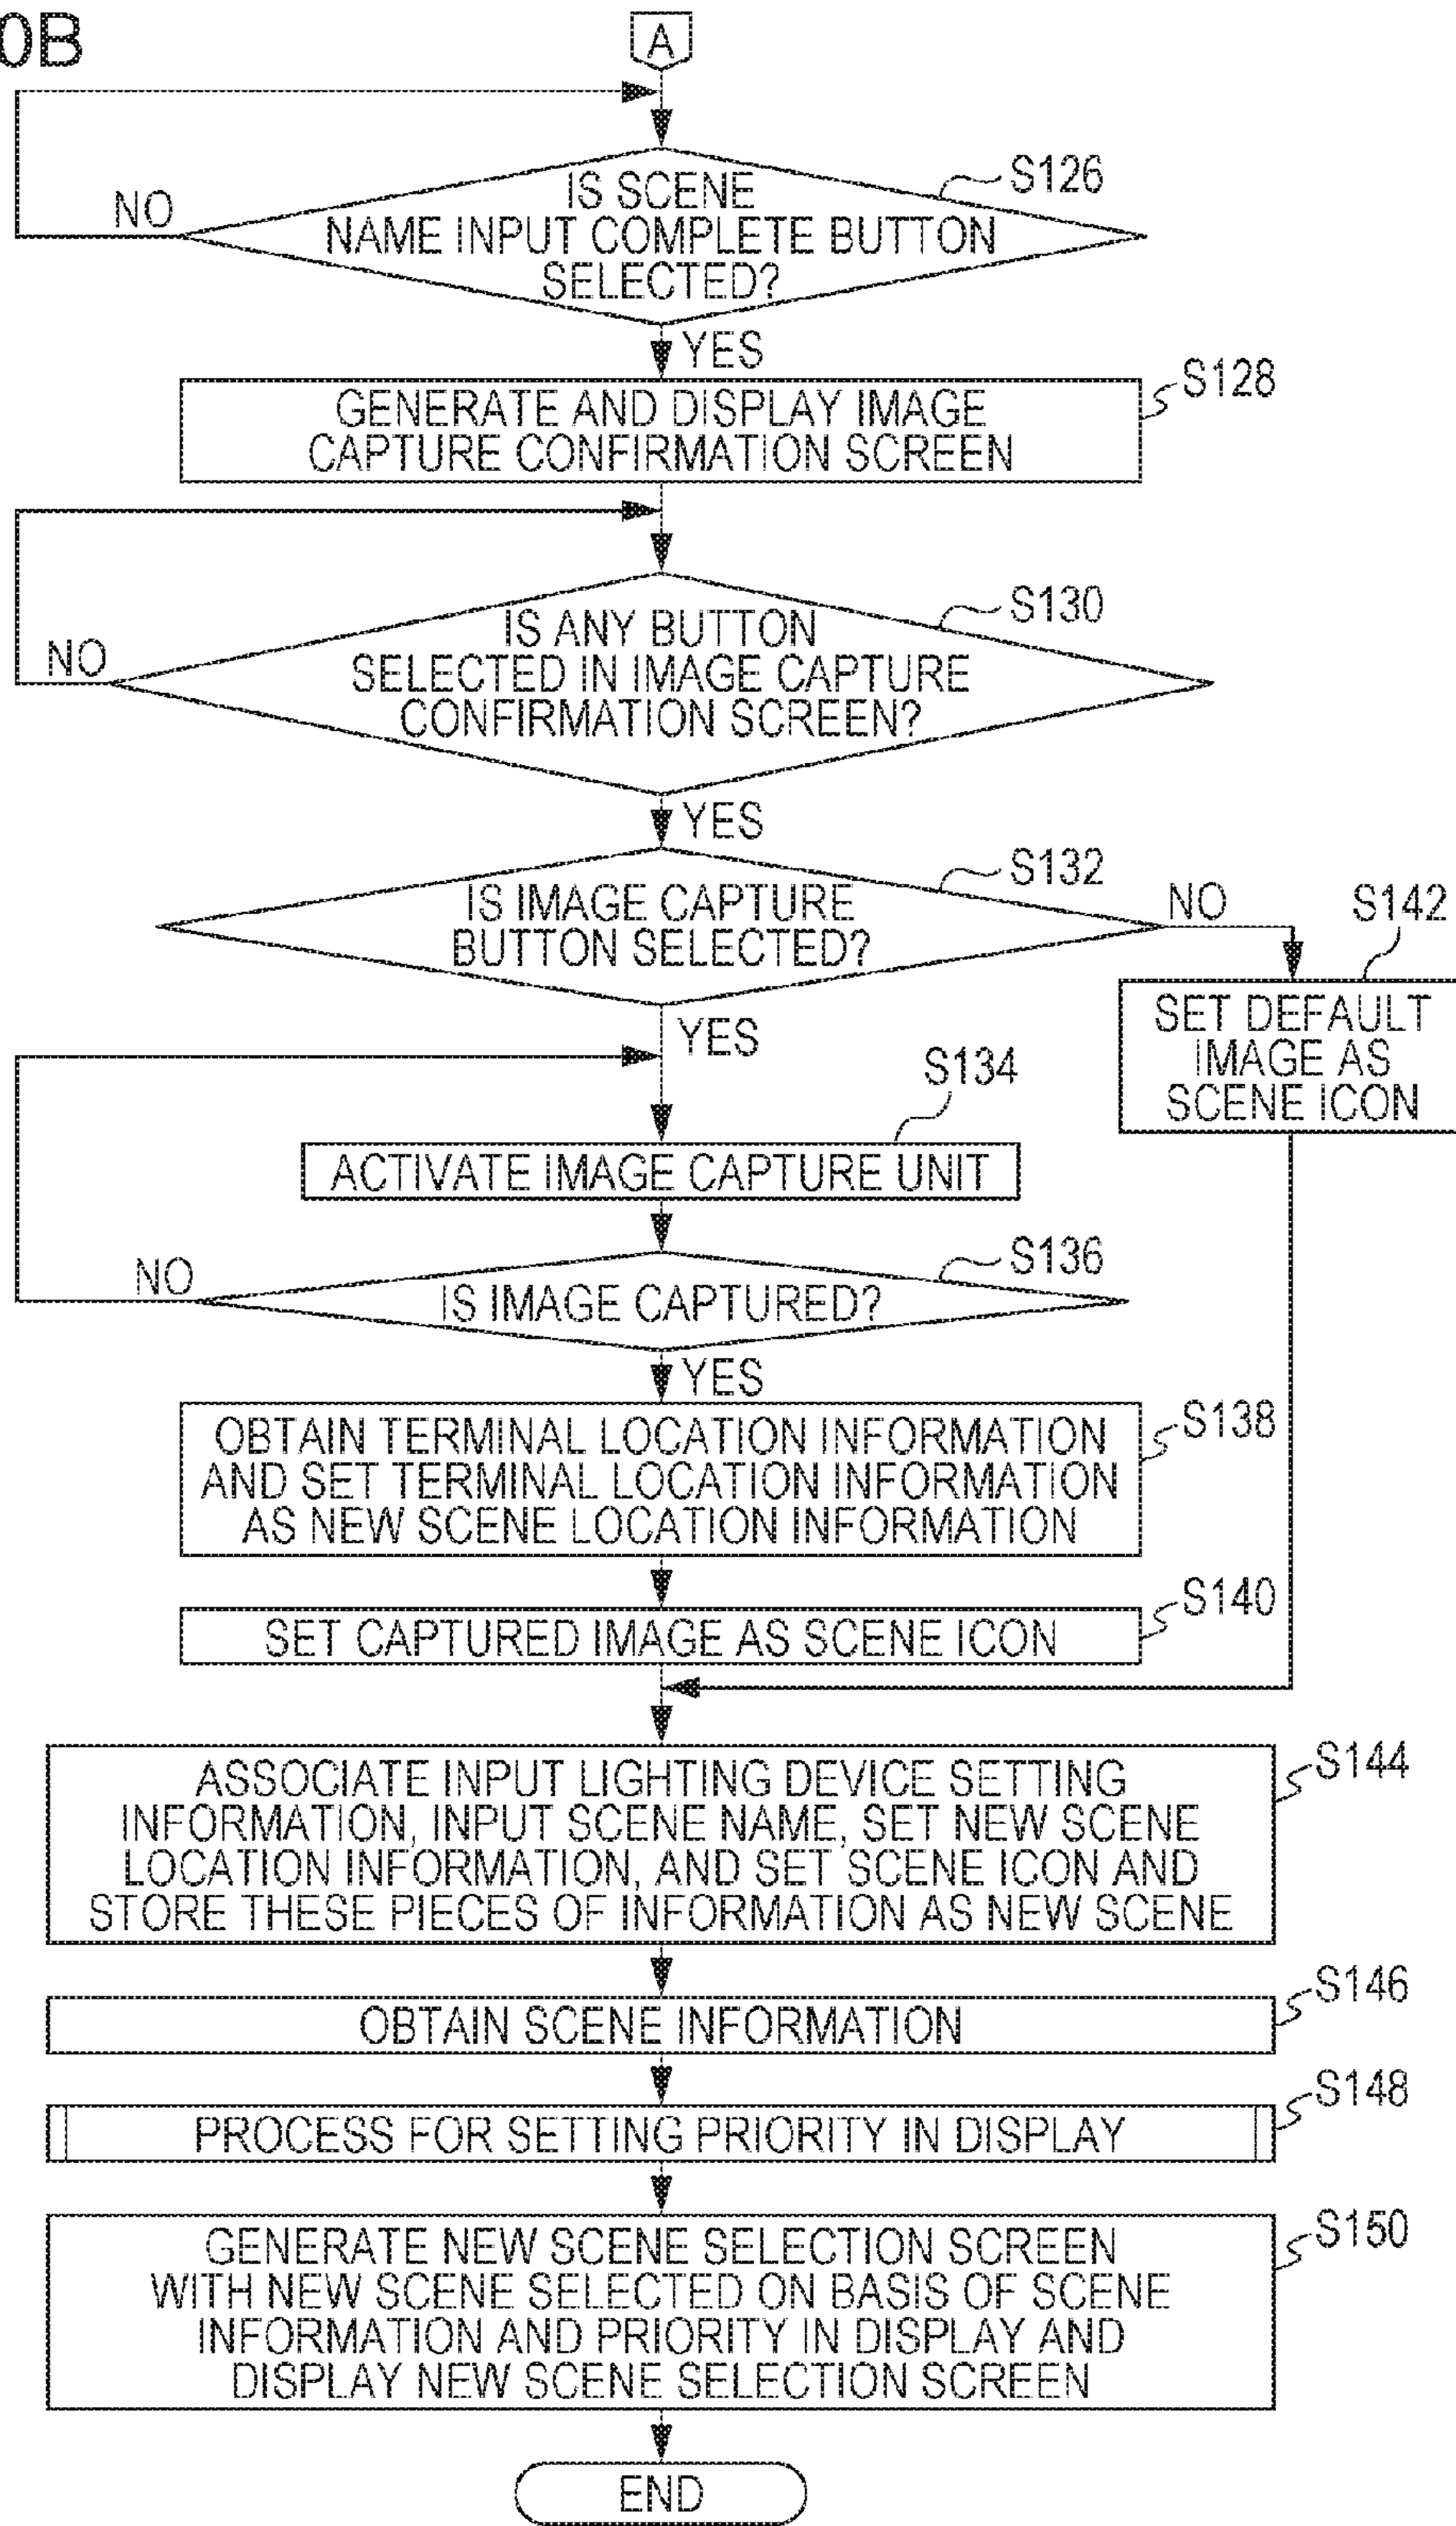 0B
A
S126
IS SCENE
NAME INPUT COMPLETE BUTTON
SELECTED?
NO
YES
S128
GENERATE AND DISPLAY IMAGE
CAPTURE CONFIRMATION SCREEN
S130
IS ANY BUTTON
SELECTED IN IMAGE CAPTURE
CONFIRMATION SCREEN?
NO
YES
S132
IS IMAGE CAPTURE
BUTTON SELECTED?
NO
S142
SET DEFAULT
IMAGE AS
SCENE ICON
YES
S134
ACTIVATE IMAGE CAPTURE UNIT
S136
NO
IS IMAGE CAPTURED?
YES
S138
OBTAIN TERMINAL LOCATION INFORMATION
AND SET TERMINAL LOCATION INFORMATION
AS NEW SCENE LOCATION INFORMATION
S140
SET CAPTURED IMAGE AS SCENE ICON
S144
ASSOCIATE INPUT LIGHTING DEVICE SETTING
INFORMATION, INPUT SCENE NAME, SET NEW SCENE
LOCATION INFORMATION, AND SET SCENE ICON AND
STORE THESE PIECES OF INFORMATION AS NEW SCENE
S146
OBTAIN SCENE INFORMATION
S148
PROCESS FOR SETTING PRIORITY IN DISPLAY
S150
GENERATE NEW SCENE SELECTION SCREEN
WITH NEW SCENE SELECTED ON BASIS OF SCENE
INFORMATION AND PRIORITY IN DISPLAY AND
DISPLAY NEW SCENE SELECTION SCREEN
END